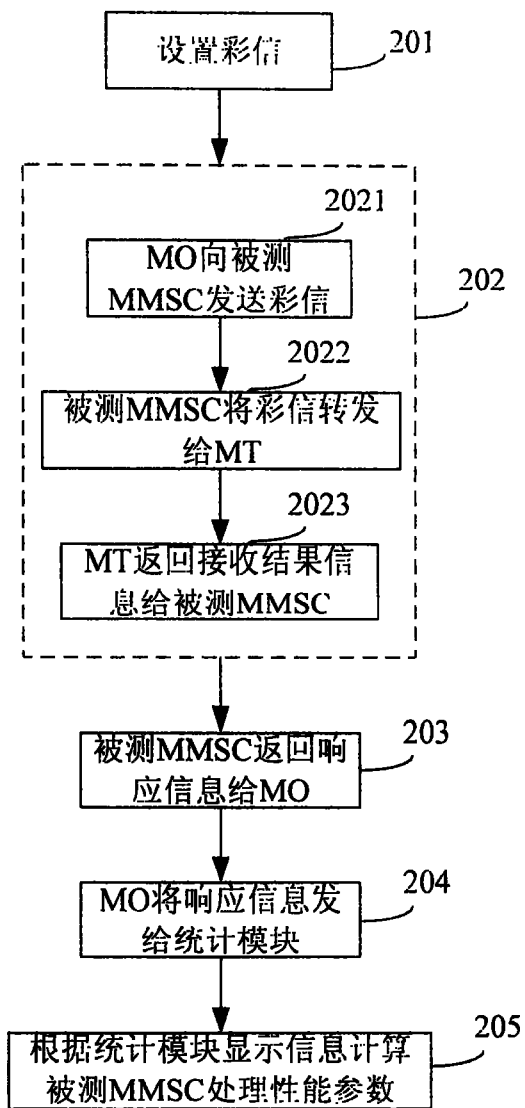 设置彩信
201
2021
MO向被测
MMSC发送彩信
202
2022
被测MMSC将彩信转发
给MT
2023
MT返回接收结果信
息给被测MMSC
203
被测MMSC返回响
应信息给MO
204
MO将响应信息发
给统计模块
205
根据统计模块显示信息计算
被测MMSC处理性能参数